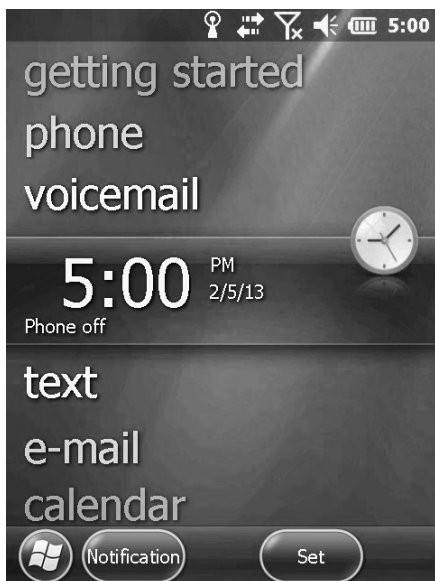 5:00
getting started
phone
voicemail
5:00 PM
2/5/13
Phone off
text
e-mail
calendar
Notification Set